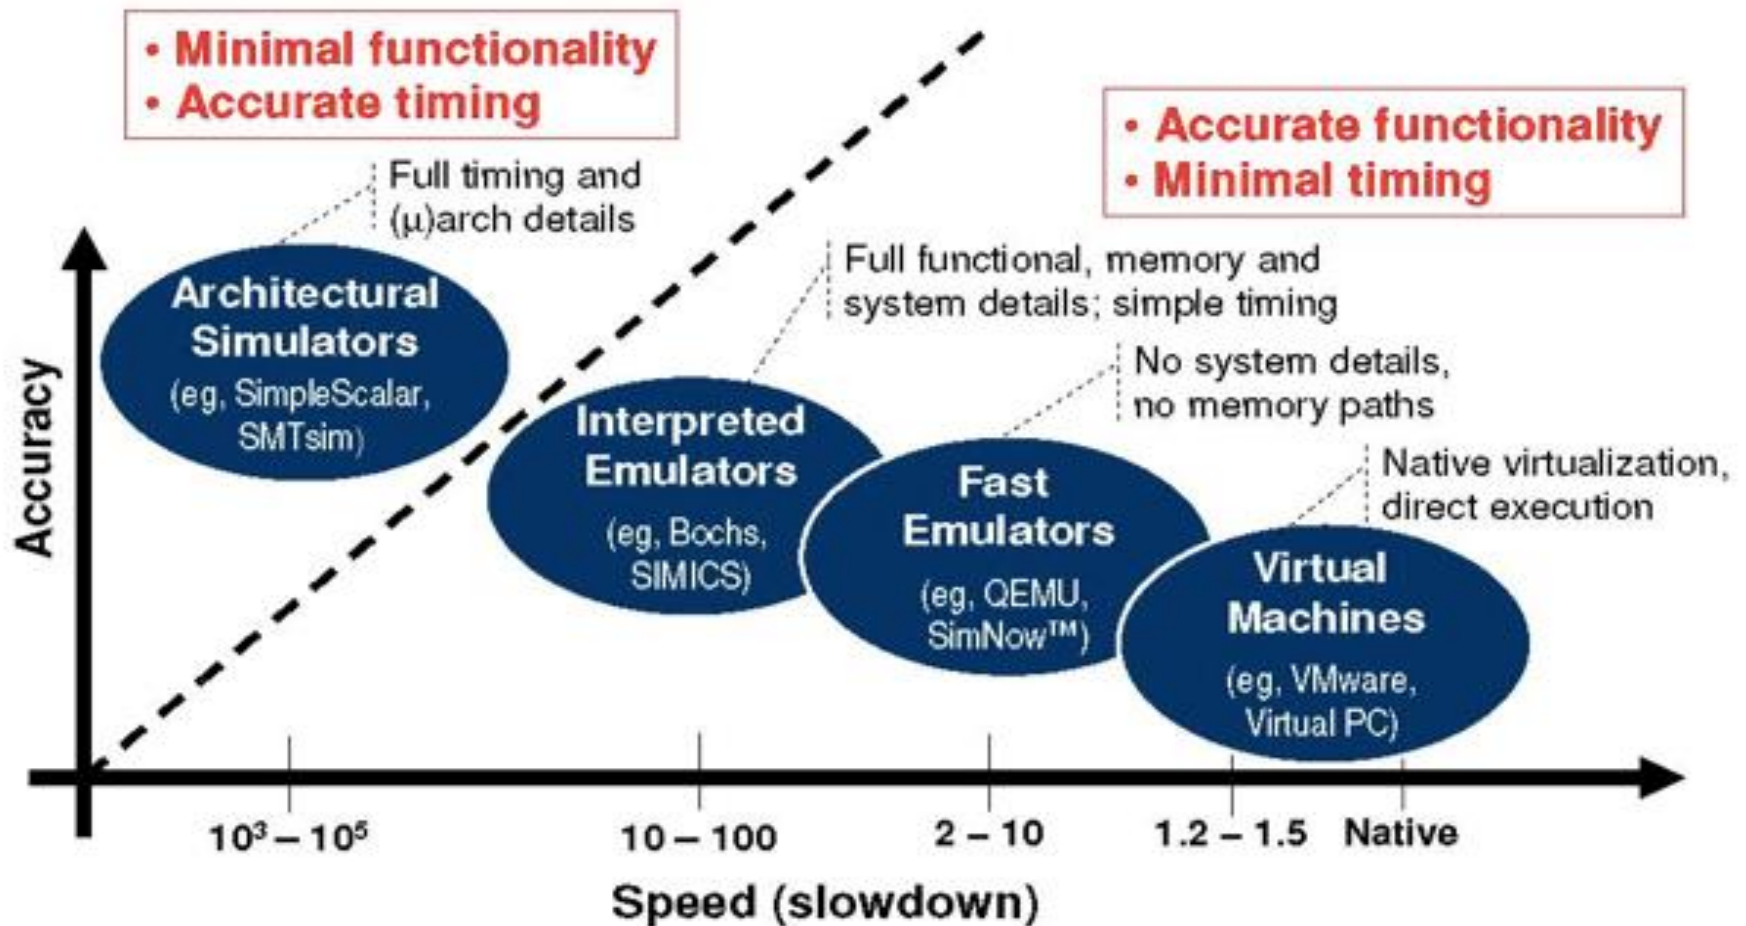 • Minimal functionality
• Accurate timing
• Accurate functionality
• Minimal timing
Full timing and
(μ)arch details
Full functional, memory and
system details; simple timing
No system details,
no memory paths
Native virtualization,
direct execution
Architectural
Simulators
(eg, SimpleScalar,
SMTsim)
Interpreted
Emulators
(eg, Bochs,
SIMICS)
Fast
Emulators
(eg, QEMU,
SimNow™)
Virtual
Machines
(eg, VMware,
Virtual PC)
Accuracy
10³ – 10⁵
10 – 100
2 – 10
1.2 – 1.5
Native
Speed (slowdown)